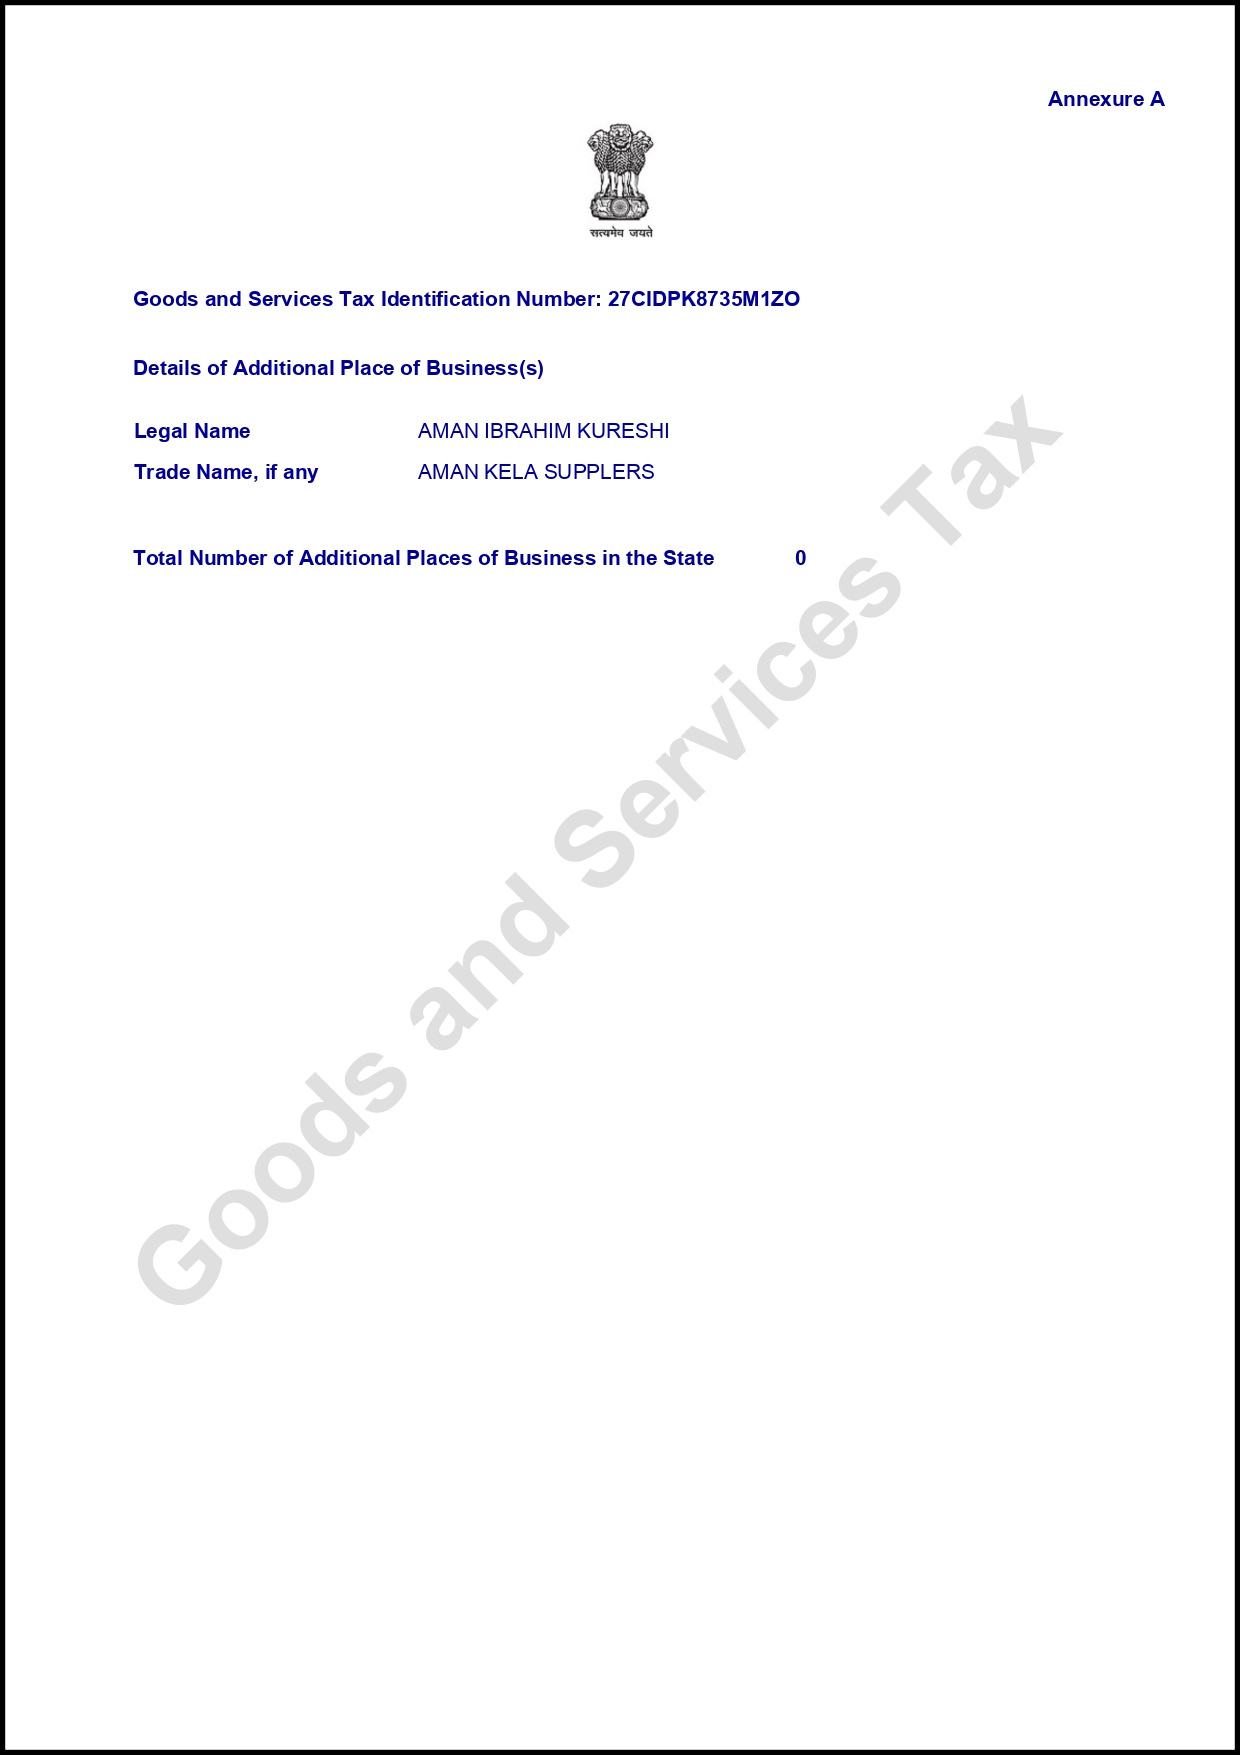 Annexure A
सत्यमेव जयते
Goods and Services Tax Identification Number: 27CIDPK8735M1ZO
Details of Additional Place of Business(s)
Legal Name AMAN IBRAHIM KURESHI
Trade Name, if any AMAN KELA SUPPLERS
Total Number of Additional Places of Business in the State 0
Goods and Services Tax